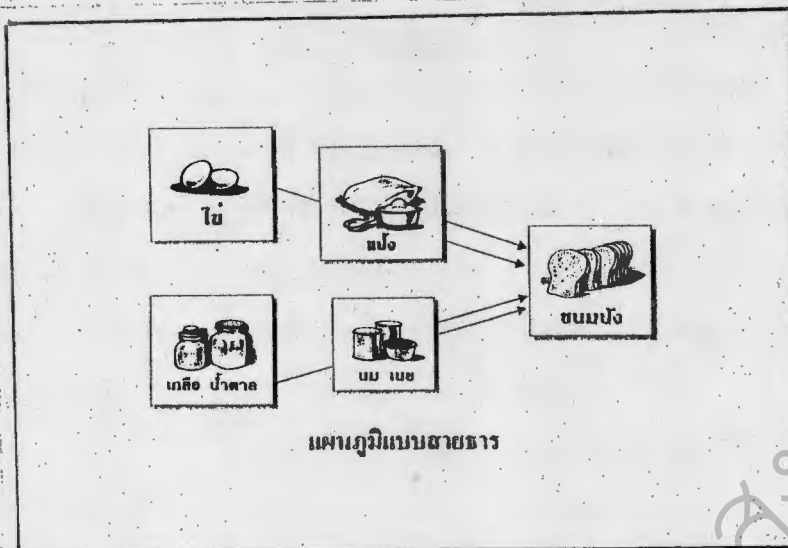 ไข่
แป้ง
ขนมปัง
เกลือ น้ำตาล
นม เนย
แผ่นภูมิแบบสายธาร